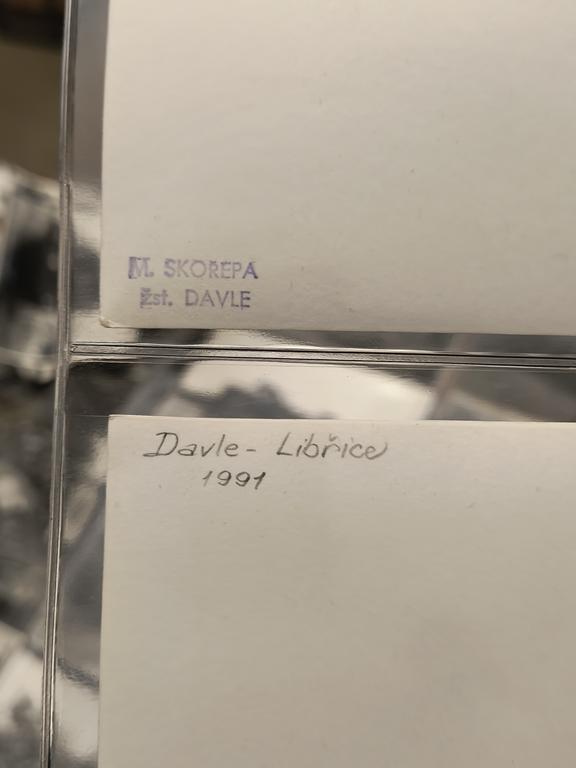 M. SKOŘEPA
žst. DAVLE
Davle - Libřice
1991